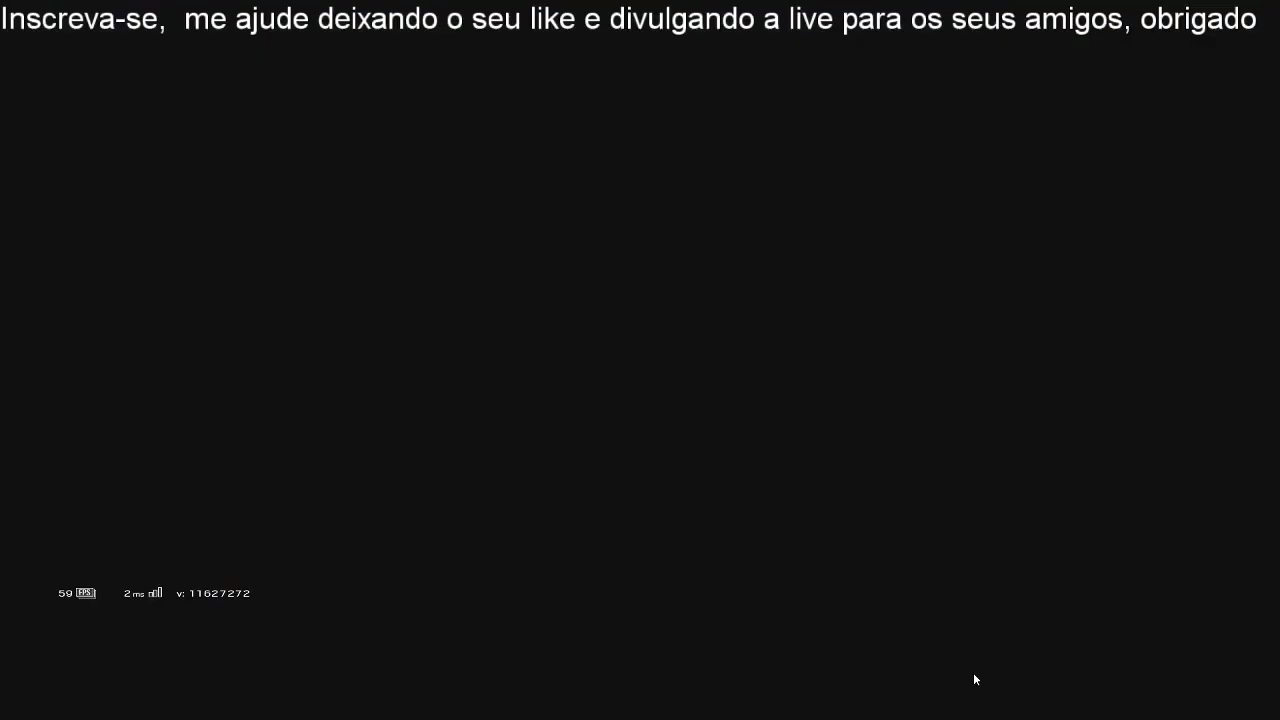 Inscreva-se,  me ajude deixando o seu like e divulgando a live para os seus amigos, obrigado
59 FPS 2 ms v: 11627272